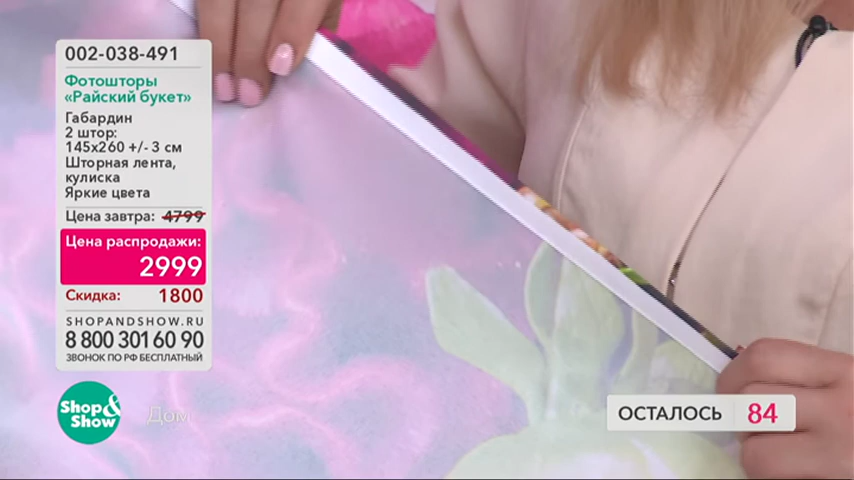 002-038-491
Фотошторы
«Райский букет»
Габардин
2 штор:
145x260 +/- 3 см
Шторная лента,
кулиска
Яркие цвета
Цена завтра: 4799
Цена распродажи:
2999
Скидка: 1800
SHOPANDSHOW.RU
8 800 301 60 90
ЗВОНОК ПО РФ БЕСПЛАТНЫЙ
Shop&
Show
Дом
ОСТАЛОСЬ 84